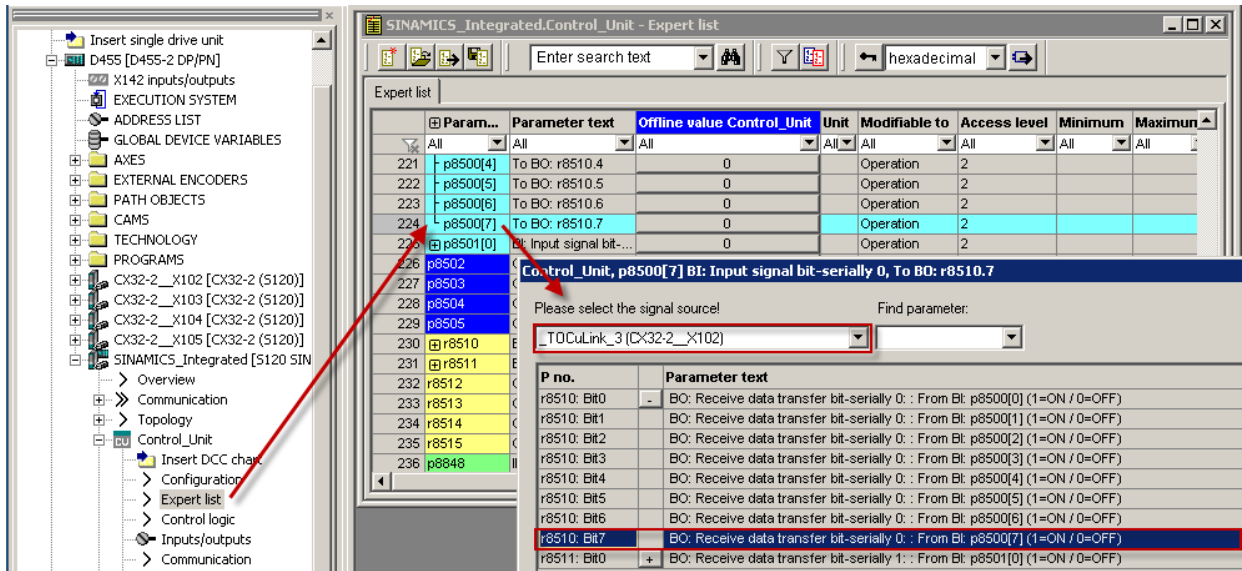 Insert single drive unit
D455 [D455-2 DP/PN]
X142 inputs/outputs
EXECUTION SYSTEM
ADDRESS LIST
GLOBAL DEVICE VARIABLES
AXES
EXTERNAL ENCODERS
PATH OBJECTS
CAMS
TECHNOLOGY
PROGRAMS
CX32-2__X102 [CX32-2 (S120)]
CX32-2__X103 [CX32-2 (S120)]
CX32-2__X104 [CX32-2 (S120)]
CX32-2__X105 [CX32-2 (S120)]
SINAMICS_Integrated [S120 SIN
Overview
Communication
Topology
CU Control_Unit
Insert DCC chart
Configuration
Expert list
Control logic
Inputs/outputs
Communication
SINAMICS_Integrated.Control_Unit - Expert list
Enter search text hexadecimal
Expert list
Param... Parameter text Offline value Control_Unit Unit Modifiable to Access level Minimum Maximum
All All All All All All All All
221 p8500[4] To BO: r8510.4 0 Operation 2
222 p8500[5] To BO: r8510.5 0 Operation 2
223 p8500[6] To BO: r8510.6 0 Operation 2
224 p8500[7] To BO: r8510.7 0 Operation 2
225 p8501[0] BI: Input signal bit-... 0 Operation 2
226 p8502
227 p8503
228 p8504
229 p8505
230 r8510
231 r8511
232 r8512
233 r8513
234 r8514
235 r8515
236 p8848
Control_Unit, p8500[7] BI: Input signal bit-serially 0, To BO: r8510.7
Please select the signal source! Find parameter:
_TOCuLink_3 (CX32-2__X102)
P no. Parameter text
r8510: Bit0 - BO: Receive data transfer bit-serially 0: : From BI: p8500[0] (1=ON / 0=OFF)
r8510: Bit1 BO: Receive data transfer bit-serially 0: : From BI: p8500[1] (1=ON / 0=OFF)
r8510: Bit2 BO: Receive data transfer bit-serially 0: : From BI: p8500[2] (1=ON / 0=OFF)
r8510: Bit3 BO: Receive data transfer bit-serially 0: : From BI: p8500[3] (1=ON / 0=OFF)
r8510: Bit4 BO: Receive data transfer bit-serially 0: : From BI: p8500[4] (1=ON / 0=OFF)
r8510: Bit5 BO: Receive data transfer bit-serially 0: : From BI: p8500[5] (1=ON / 0=OFF)
r8510: Bit6 BO: Receive data transfer bit-serially 0: : From BI: p8500[6] (1=ON / 0=OFF)
r8510: Bit7 BO: Receive data transfer bit-serially 0: : From BI: p8500[7] (1=ON / 0=OFF)
r8511: Bit0 + BO: Receive data transfer bit-serially 1: : From BI: p8501[0] (1=ON / 0=OFF)